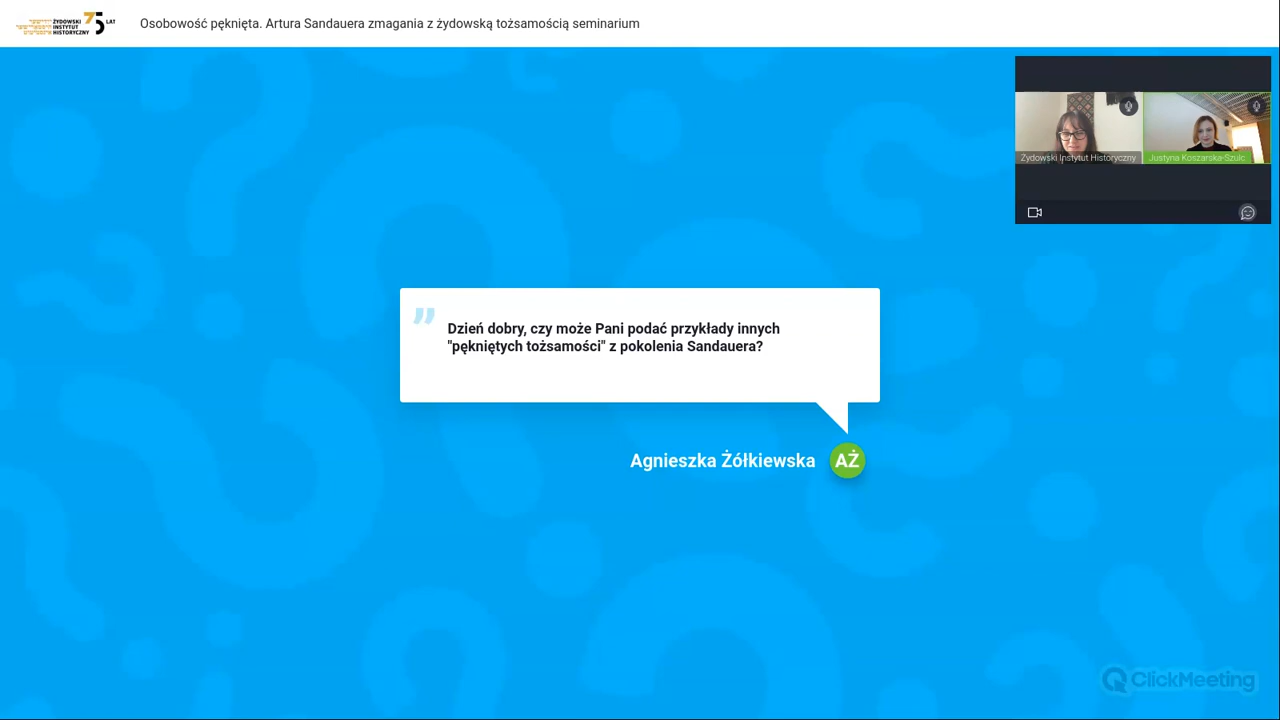 ŻYDOWSKI
INSTYTUT
HISTORYCZNY
75 LAT
Osobowość pęknięta. Artura Sandauera zmagania z żydowską tożsamością seminarium
Żydowski Instytut Historyczny
Justyna Koszarska-Szulc
Dzień dobry, czy może Pani podać przykłady innych
"pękniętych tożsamości" z pokolenia Sandauera?
Agnieszka Żółkiewska
AŻ
ClickMeeting